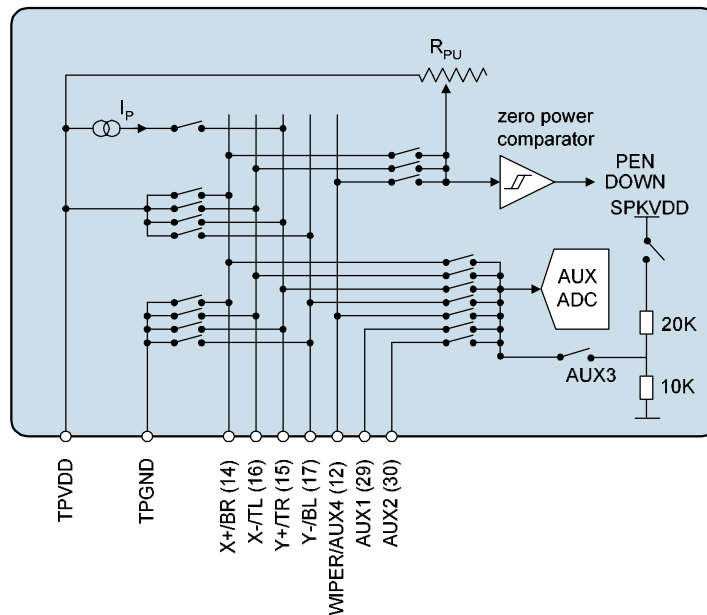 R_PU
I_P
zero power
comparator
PEN
DOWN
SPKVDD
AUX
ADC
20K
AUX3
10K
TPVDD
TPGND
X+/BR (14)
X-/TL (16)
Y+/TR (15)
Y-/BL (17)
WIPER/AUX4 (12)
AUX1 (29)
AUX2 (30)